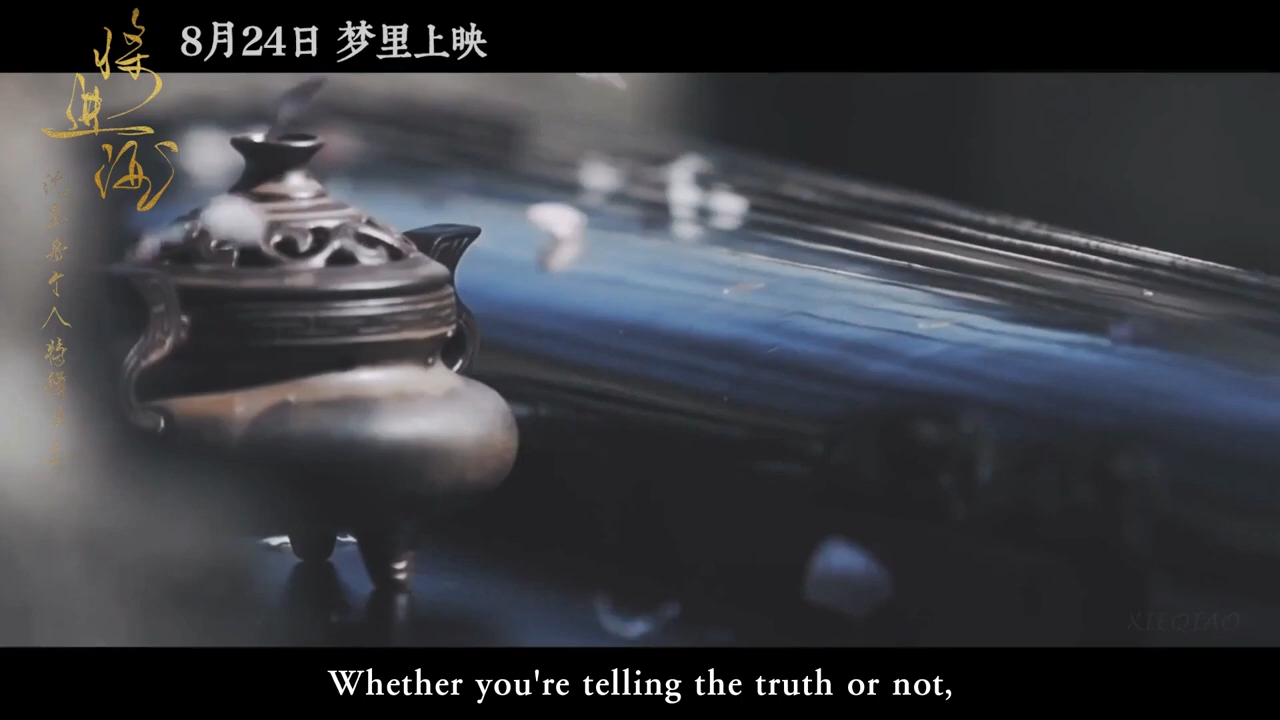 将进酒
8月24日 梦里上映
XIEQIAO
Whether you're telling the truth or not,